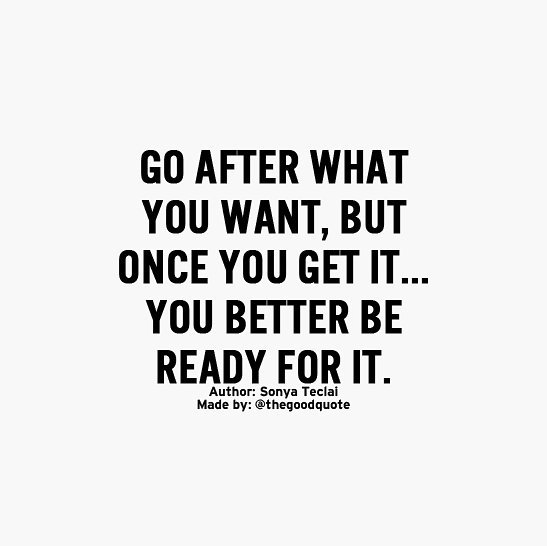 GO AFTER WHAT
YOU WANT, BUT
ONCE YOU GET IT...
YOU BETTER BE
READY FOR IT.
Author: Sonya Teclai
Made by: @thegoodquote